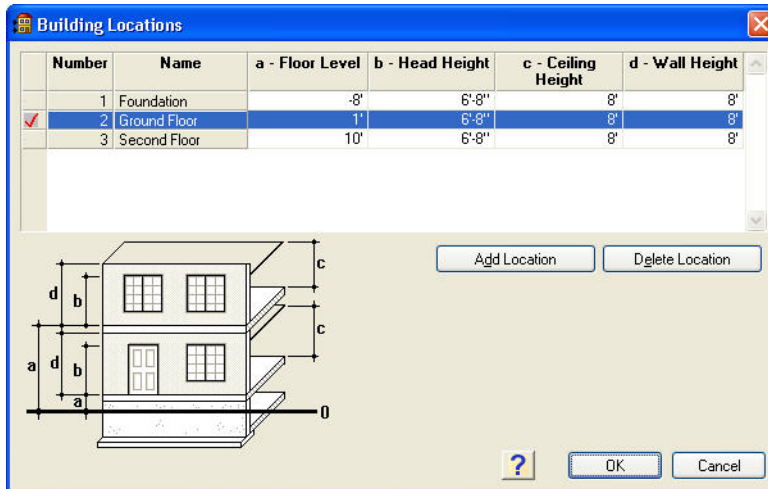 Building Locations
Number Name a - Floor Level b - Head Height c - Ceiling Height d - Wall Height
1 Foundation -8' 6'-8'' 8' 8'
2 Ground Floor 1' 6'-8'' 8' 8'
3 Second Floor 10' 6'-8'' 8' 8'
Add Location Delete Location
c
d b
c
a d b
a
0
? OK Cancel